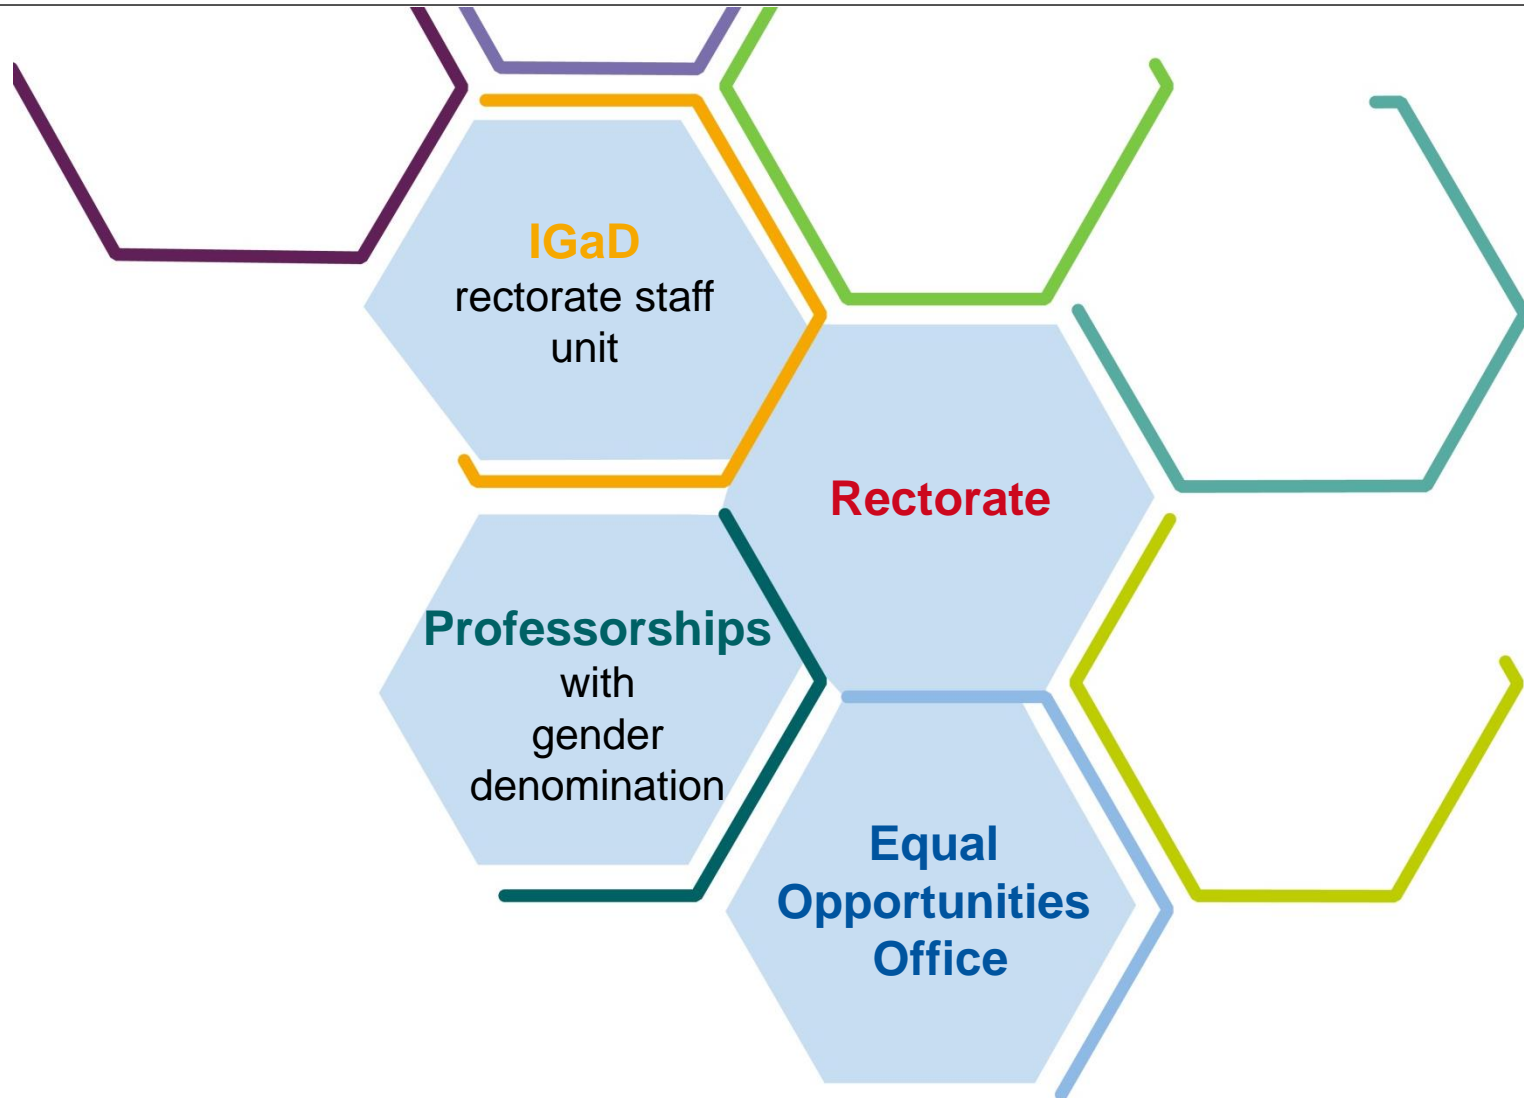 IGaD
rectorate staff
unit
Rectorate
Professorships
with
gender
denomination
Equal
Opportunities
Office